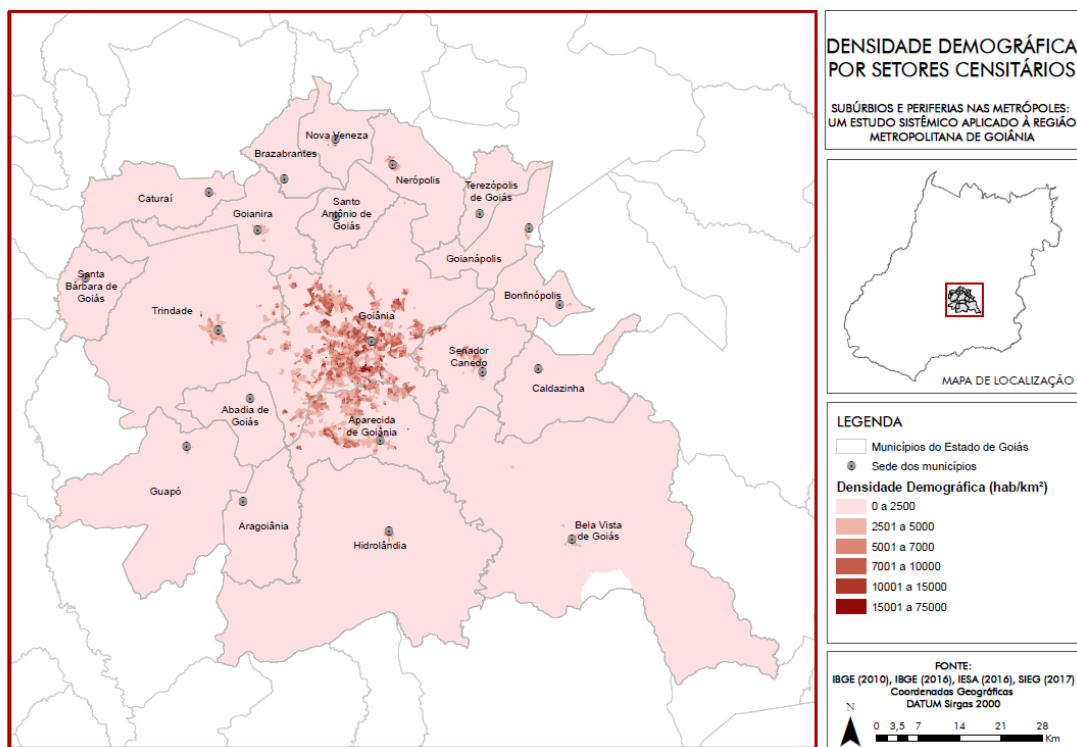 DENSIDADE DEMOGRÁFICA
POR SETORES CENSITÁRIOS
SUBÚRBIOS E PERIFERIAS NAS METRÓPOLES:
UM ESTUDO SISTÊMICO APLICADO À REGIÃO
METROPOLITANA DE GOIÂNIA
Nova Veneza
Brazabrantes
Nerópolis
Caturaí
Terezópolis
de Goiás
Goianira
Santo
Antônio de
Goiás
Goianápolis
Santa
Bárbara de
Goiás
Bonfinópolis
Trindade
Goiânia
Senador
Canedo
Caldazinha
Abadia de
Goiás
Aparecida
de Goiânia
Guapó
Aragoiânia
Hidrolândia
Bela Vista
de Goiás
MAPA DE LOCALIZAÇÃO
LEGENDA
Municípios do Estado de Goiás
Sede dos municípios
Densidade Demográfica (hab/km²)
0 a 2500
2501 a 5000
5001 a 7000
7001 a 10000
10001 a 15000
15001 a 75000
FONTE:
IBGE (2010), IBGE (2016), IESA (2016), SIEG (2017)
Coordenadas Geográficas
DATUM Sirgas 2000
N
0 3,5 7 14 21 28
Km